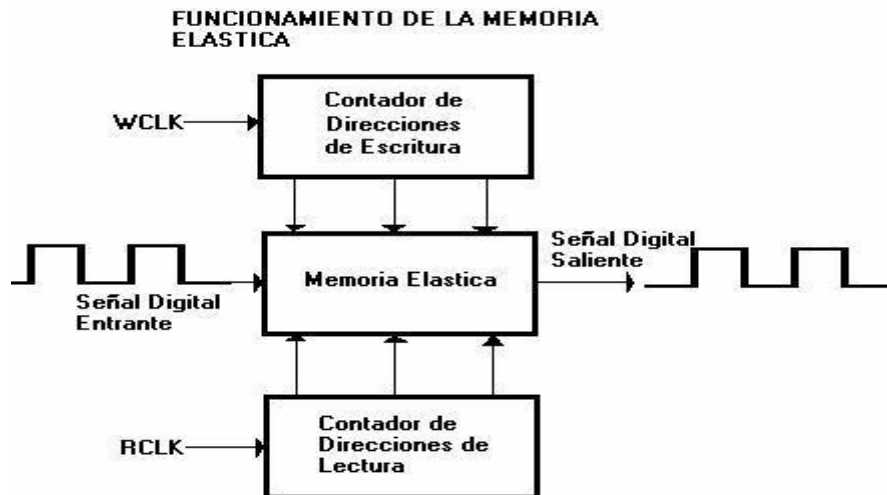 FUNCIONAMIENTO DE LA MEMORIA
ELASTICA
Contador de
Direcciones
de Escritura
WCLK
Señal Digital
Saliente
Memoria Elastica
Señal Digital
Entrante
Contador de
Direcciones de
Lectura
RCLK